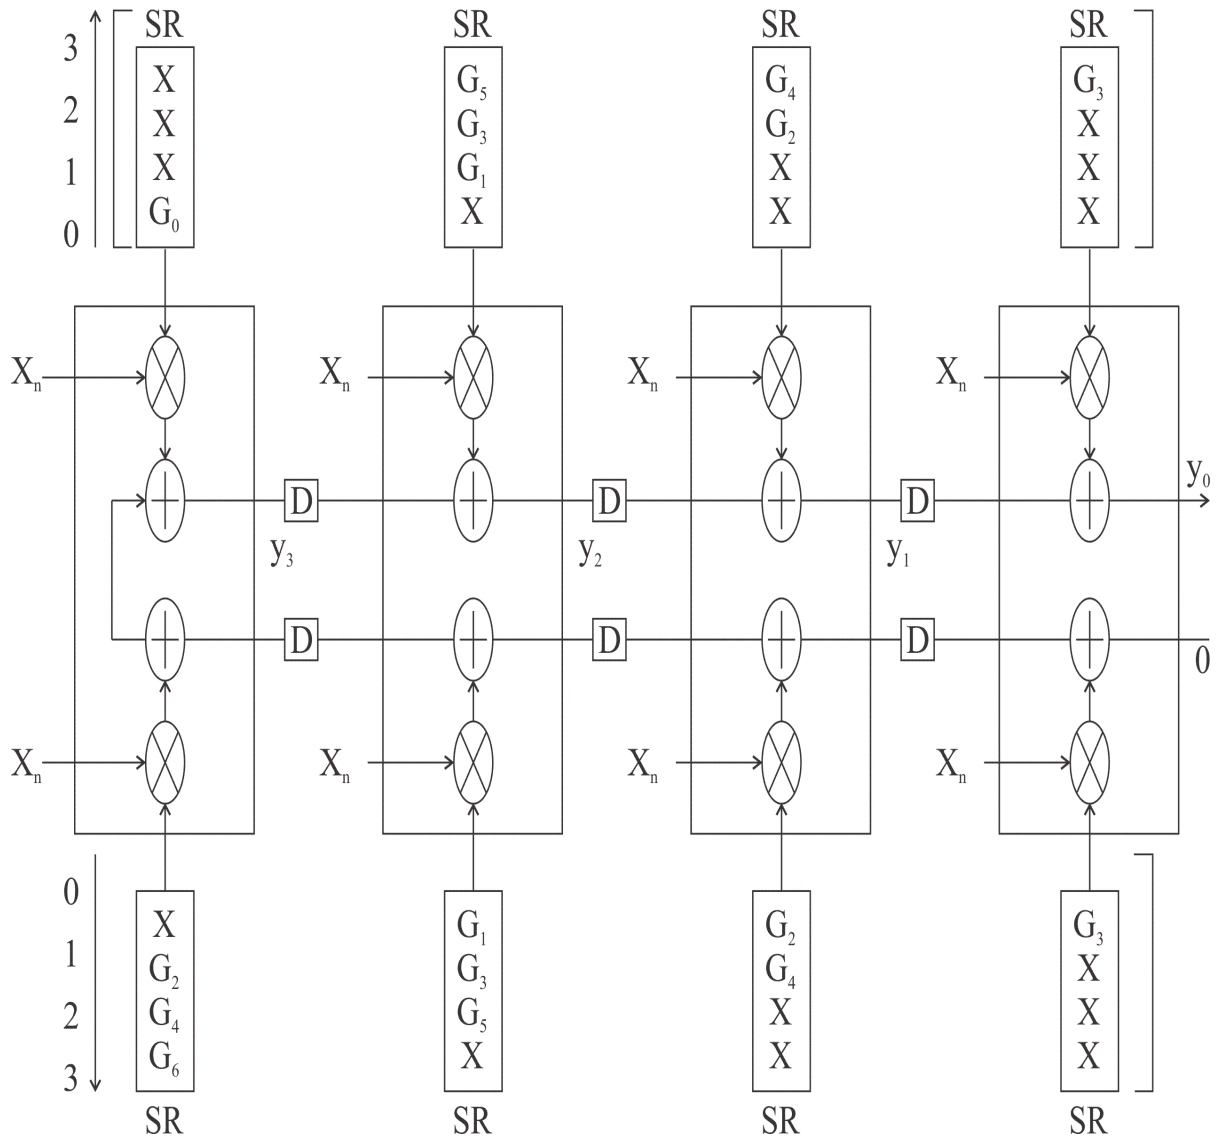 SR SR SR SR
3 X G₅ G₄ G₃
2 X G₃ G₂ X
1 X G₁ X X
0 G₀ X X X
Xₙ Xₙ Xₙ Xₙ
y₀
D D D
y₃ y₂ y₁
D D D
0
Xₙ Xₙ Xₙ Xₙ
0 X G₁ G₂ G₃
1 G₂ G₃ G₄ X
2 G₄ G₅ X X
3 G₆ X X X
SR SR SR SR